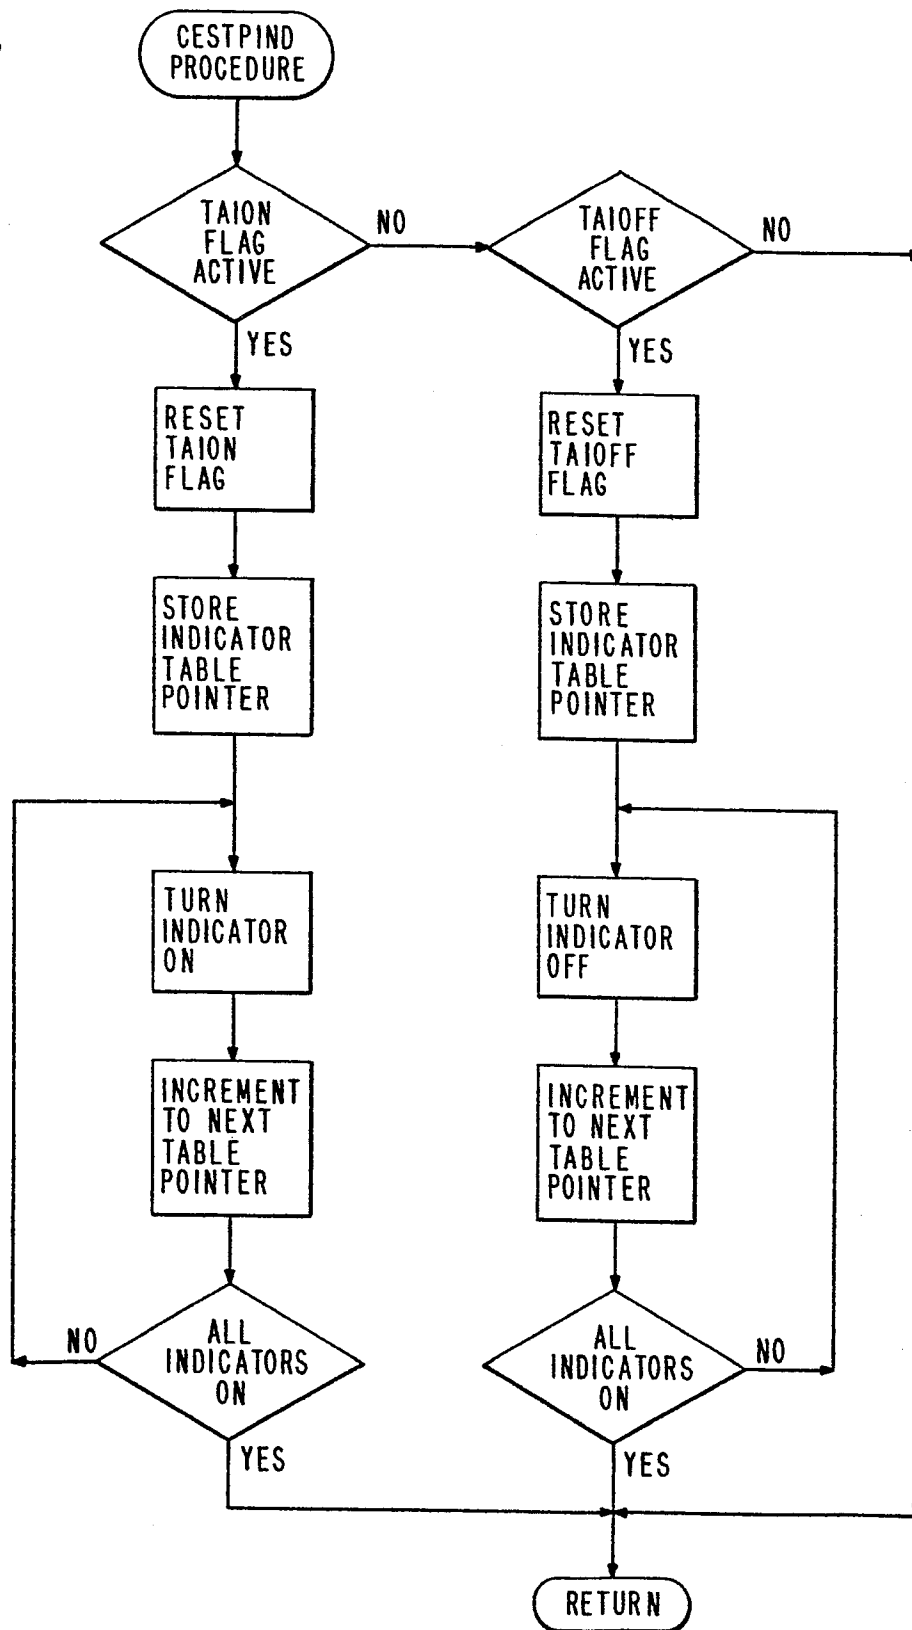 CESTPIND
PROCEDURE
TAION
FLAG
ACTIVE
NO
YES
RESET
TAION
FLAG
STORE
INDICATOR
TABLE
POINTER
TURN
INDICATOR
ON
INCREMENT
TO NEXT
TABLE
POINTER
ALL
INDICATORS
ON
NO
YES
TAIOFF
FLAG
ACTIVE
NO
YES
RESET
TAIOFF
FLAG
STORE
INDICATOR
TABLE
POINTER
TURN
INDICATOR
OFF
INCREMENT
TO NEXT
TABLE
POINTER
ALL
INDICATORS
ON
NO
YES
RETURN